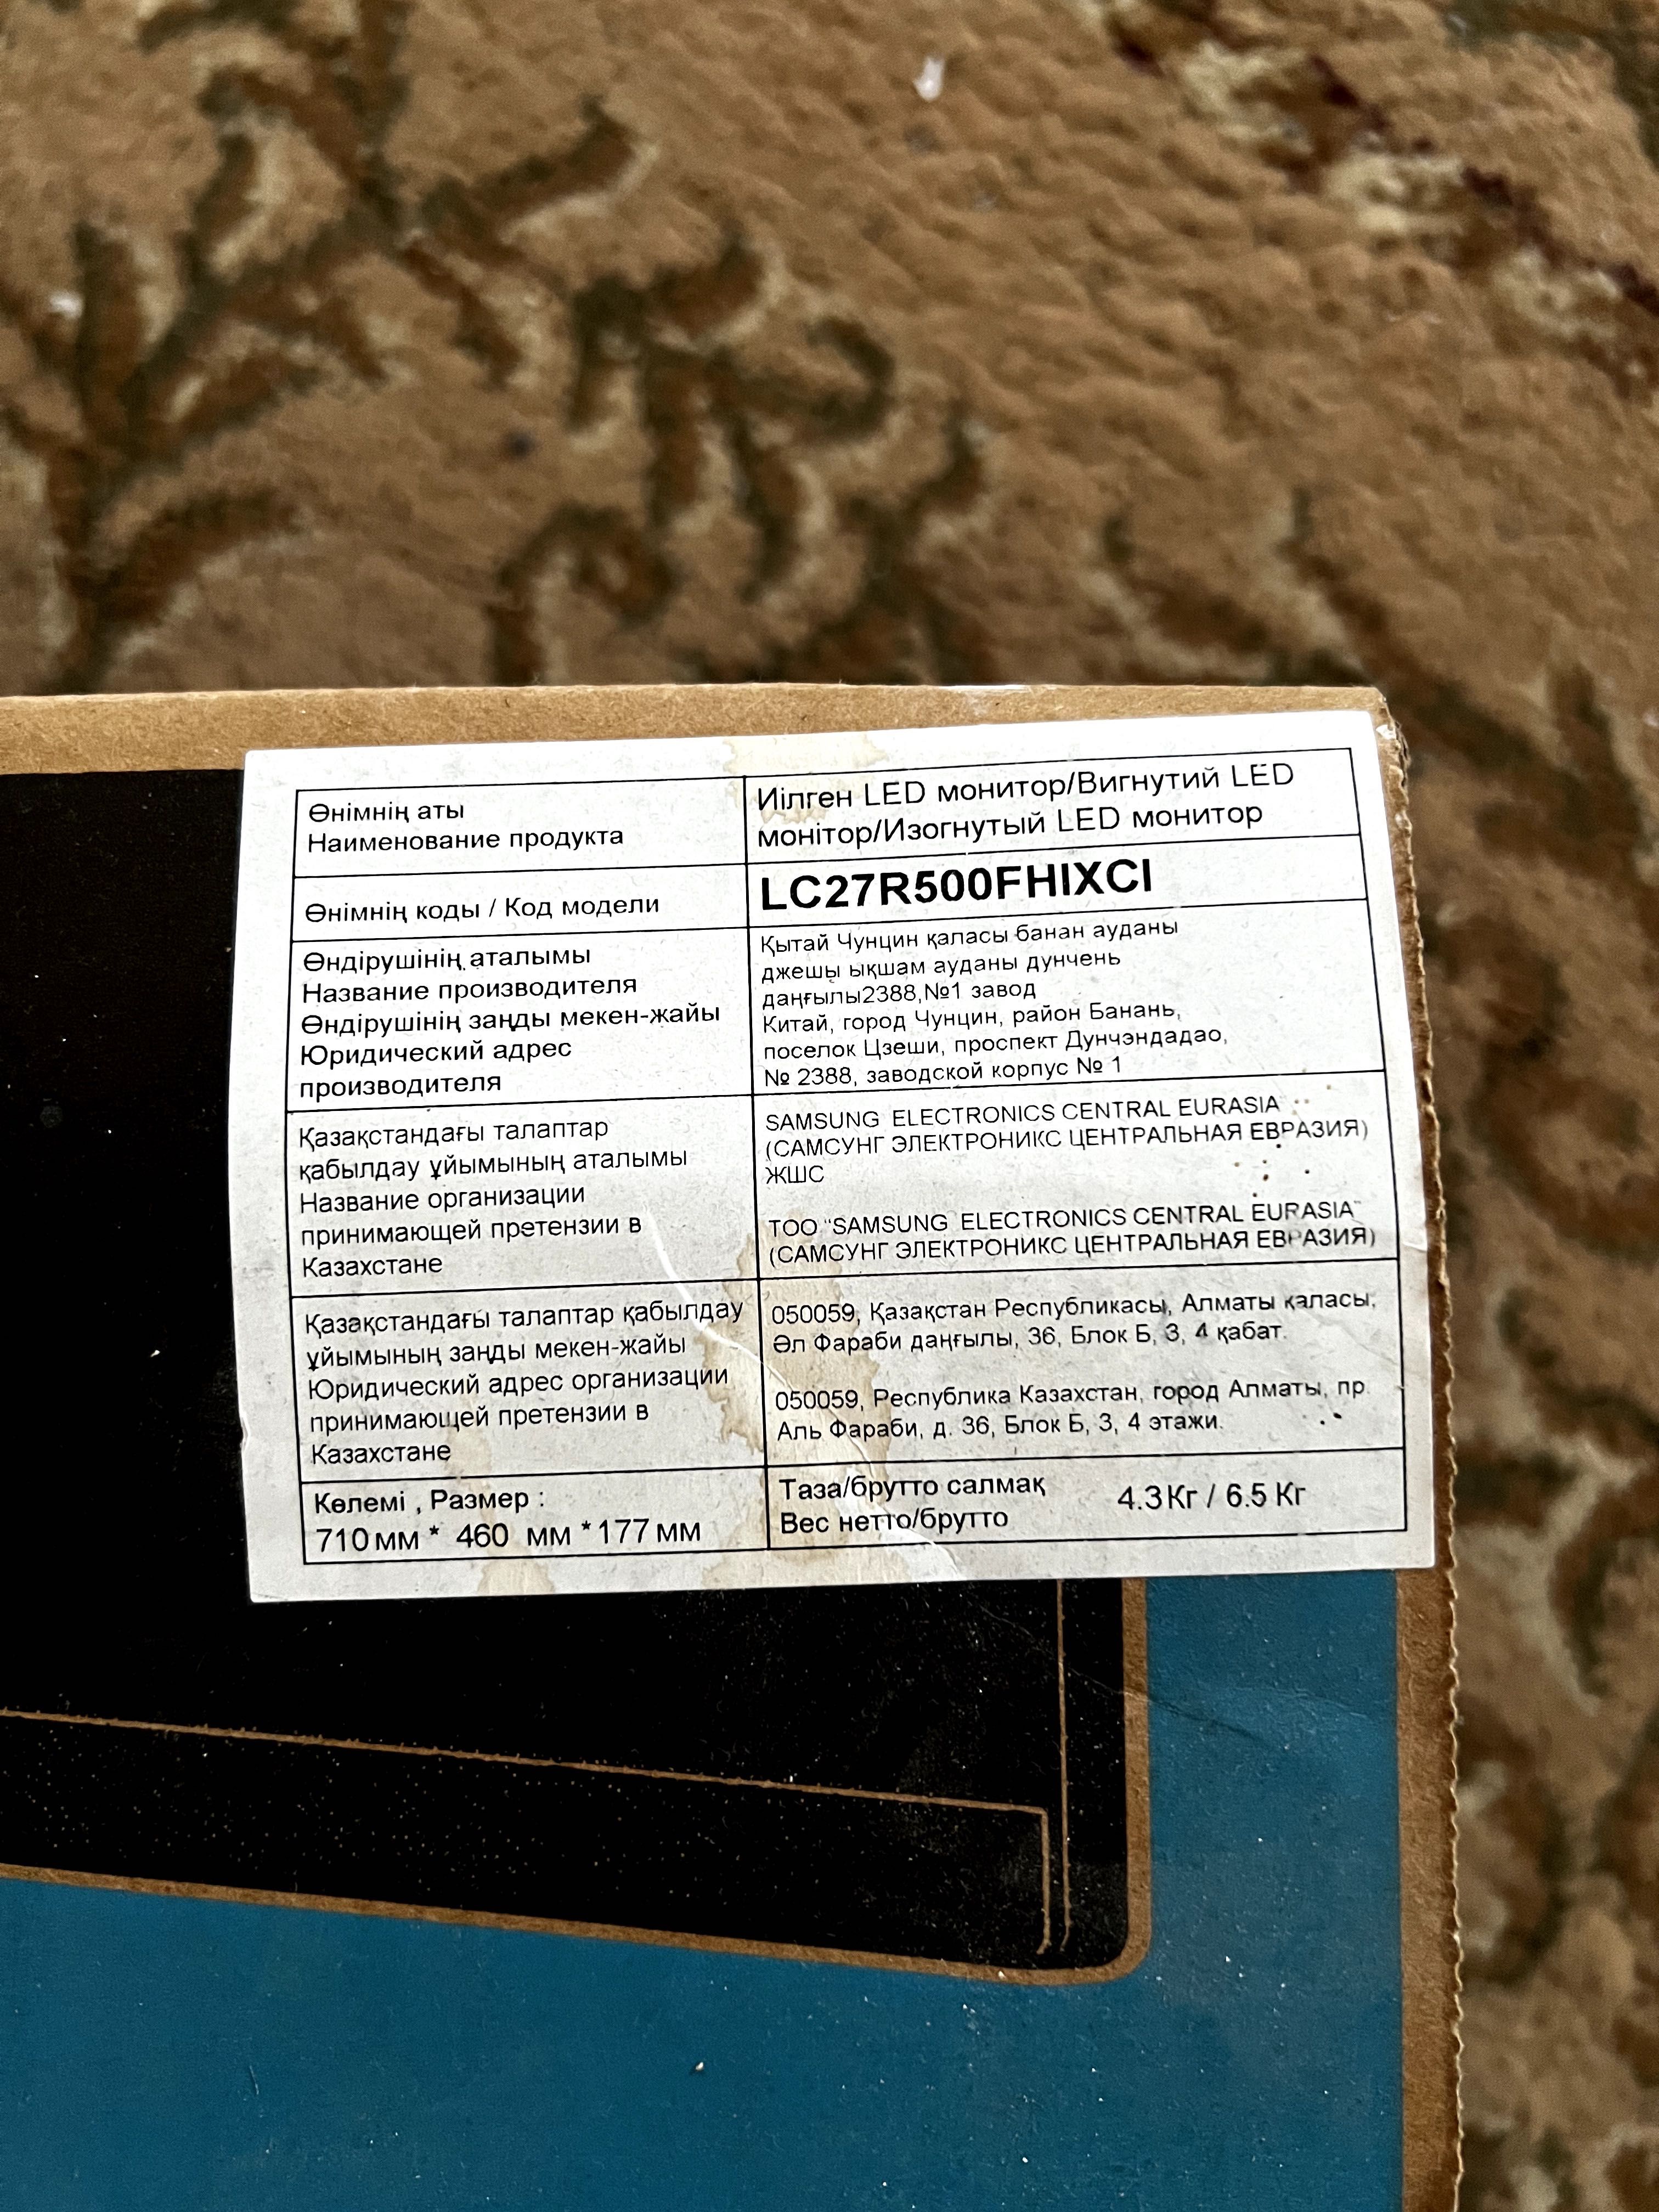 Өнімнің аты
Наименование продукта
Иілген LED монитор/Вигнутий LED
монітор/Изогнутый LED монитор
Өнімнің коды / Код модели
LC27R500FHIXCI
Өндірушінің аталымы
Название производителя
Өндірушінің заңды мекен-жайы
Юридический адрес
производителя
Қытай Чунцин қаласы банан ауданы
джешы ықшам ауданы дунчень
даңғылы2388,№1 завод
Китай, город Чунцин, район Банань,
поселок Цзеши, проспект Дунчэндадао,
№ 2388, заводской корпус № 1
Қазақстандағы талаптар
қабылдау ұйымының аталымы
Название организации
принимающей претензии в
Казахстане
SAMSUNG ELECTRONICS CENTRAL EURASIA
(САМСУНГ ЭЛЕКТРОНИКС ЦЕНТРАЛЬНАЯ ЕВРАЗИЯ)
ЖШС
ТОО "SAMSUNG ELECTRONICS CENTRAL EURASIA"
(САМСУНГ ЭЛЕКТРОНИКС ЦЕНТРАЛЬНАЯ ЕВРАЗИЯ)
Қазақстандағы талаптар қабылдау
ұйымының заңды мекен-жайы
Юридический адрес организации
принимающей претензии в
Казахстане
050059, Қазақстан Республикасы, Алматы қаласы,
Әл Фараби даңғылы, 36, Блок Б, 3, 4 қабат.
050059, Республика Казахстан, город Алматы, пр.
Аль Фараби, д. 36, Блок Б, 3, 4 этажи.
Көлемі , Размер :
710 мм * 460 мм * 177 мм
Таза/брутто салмақ
Вес нетто/брутто
4.3 Кг / 6.5 Кг